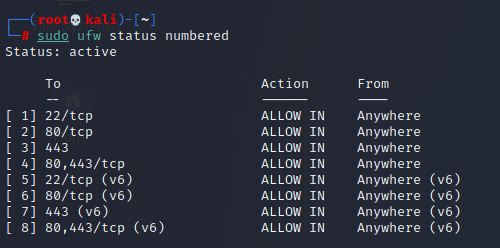 ┌──(root💀kali)-[~]
└─# sudo ufw status numbered
Status: active

     To                         Action      From
     --                         ------      ----
[ 1] 22/tcp                     ALLOW IN    Anywhere
[ 2] 80/tcp                     ALLOW IN    Anywhere
[ 3] 443                        ALLOW IN    Anywhere
[ 4] 80,443/tcp                 ALLOW IN    Anywhere
[ 5] 22/tcp (v6)                ALLOW IN    Anywhere (v6)
[ 6] 80/tcp (v6)                ALLOW IN    Anywhere (v6)
[ 7] 443 (v6)                   ALLOW IN    Anywhere (v6)
[ 8] 80,443/tcp (v6)            ALLOW IN    Anywhere (v6)